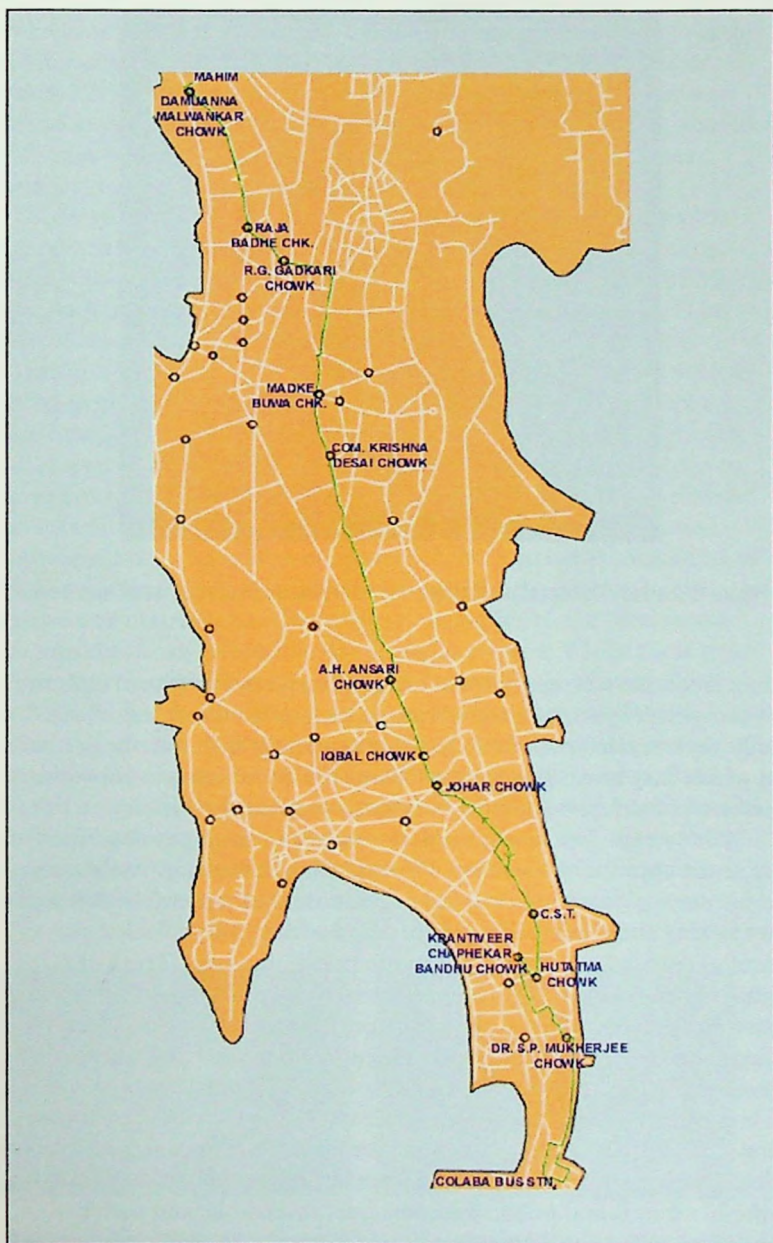 MAHIM
DAMUANNA
MALWANKAR
CHOWK
RAJA
BADHE CHK.
R.G. GADKARI
CHOWK
MADKE
BUWA CHK.
COM. KRISHNA
DESAI CHOWK
A.H. ANSARI
CHOWK
IQBAL CHOWK
JOHAR CHOWK
C.S.T.
KRANTIVEER
CHAPHEKAR
BANDHU CHOWK
HUTATMA
CHOWK
DR. S.P. MUKHERJEE
CHOWK
COLABA BUS STN.